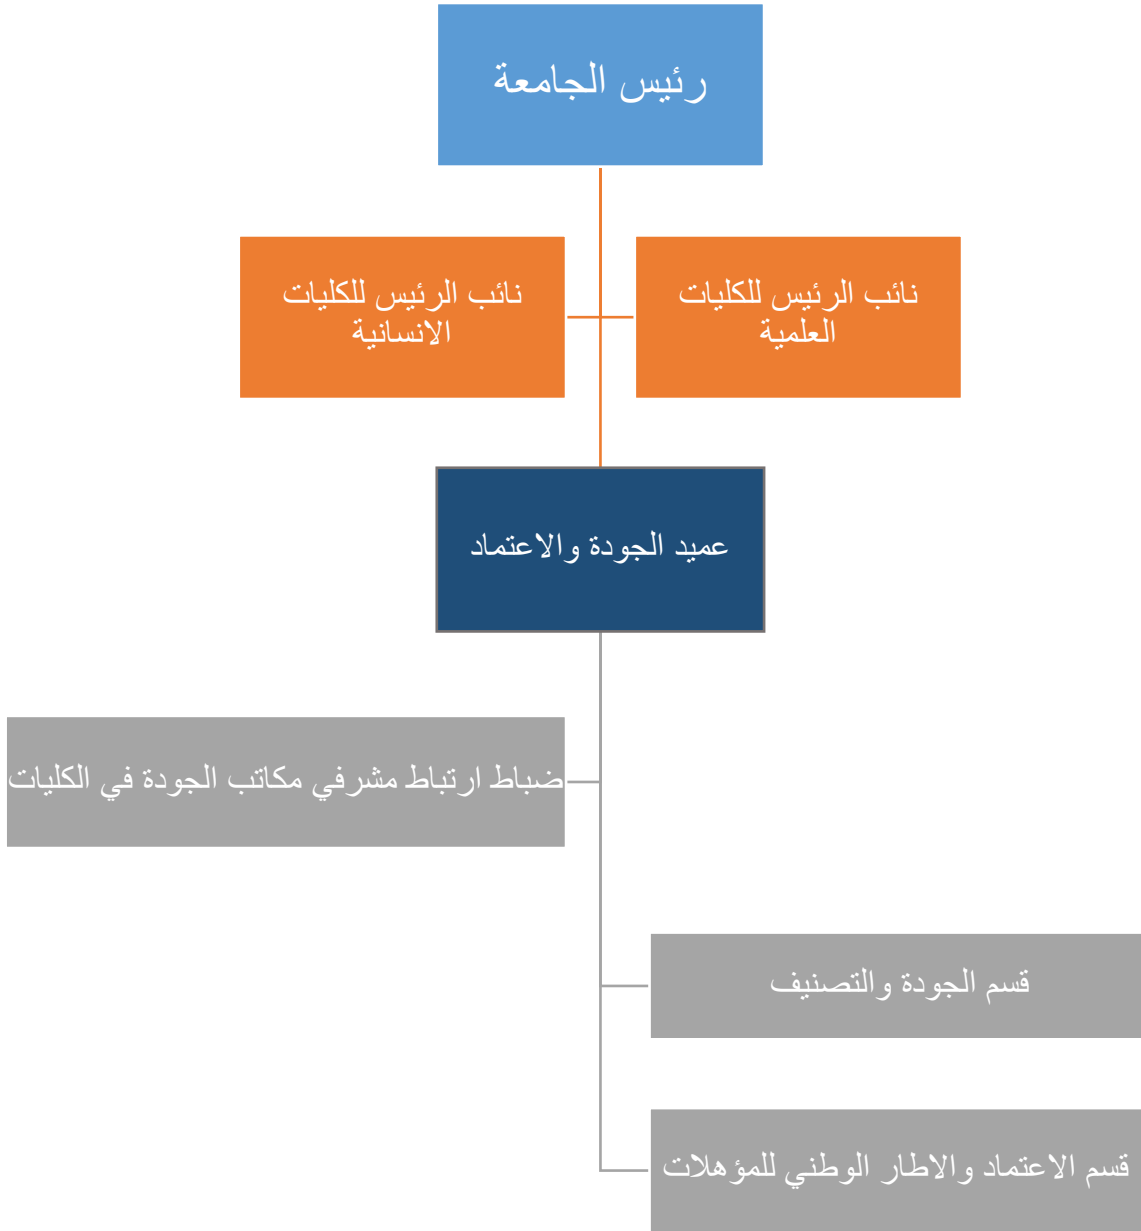 رئيس الجامعة
نائب الرئيس للكليات
العلمية
نائب الرئيس للكليات
الانسانية
عميد الجودة والاعتماد
ضباط ارتباط مشرفي مكاتب الجودة في الكليات
قسم الجودة والتصنيف
قسم الاعتماد والاطار الوطني للمؤهلات